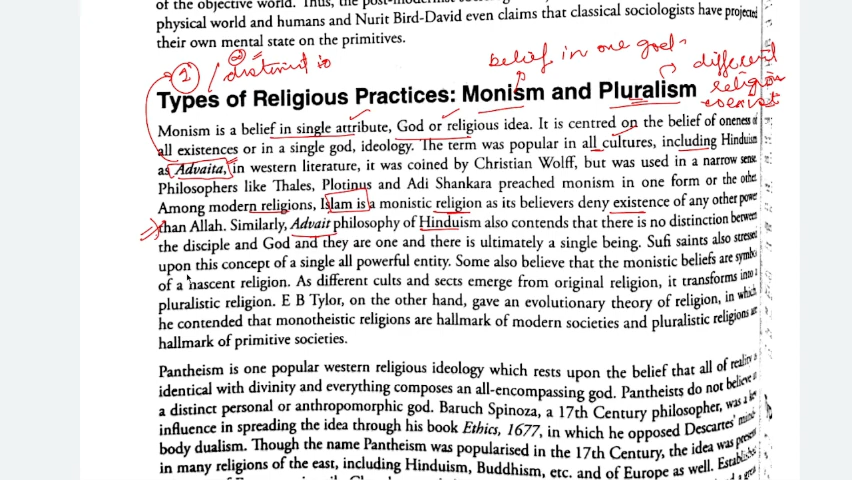 of the objective world. Thus, the post-modernist
physical world and humans and Nurit Bird-David even claims that classical sociologists have projected
their own mental state on the primitives.
belief in one god
different
religion
coexist
1
distinct is
Types of Religious Practices: Monism and Pluralism
Monism is a belief in single attribute, God or religious idea. It is centred on the belief of oneness of
all existences or in a single god, ideology. The term was popular in all cultures, including Hinduism
as Advaita, in western literature, it was coined by Christian Wolff, but was used in a narrow sense.
Philosophers like Thales, Plotinus and Adi Shankara preached monism in one form or the other.
Among modern religions, Islam is a monistic religion as its believers deny existence of any other power
than Allah. Similarly, Advait philosophy of Hinduism also contends that there is no distinction between
the disciple and God and they are one and there is ultimately a single being. Sufi saints also stressed
upon this concept of a single all powerful entity. Some also believe that the monistic beliefs are symbo
of a nascent religion. As different cults and sects emerge from original religion, it transforms into a
pluralistic religion. E B Tylor, on the other hand, gave an evolutionary theory of religion, in which
he contended that monotheistic religions are hallmark of modern societies and pluralistic religions are
hallmark of primitive societies.
Pantheism is one popular western religious ideology which rests upon the belief that all of reality is
identical with divinity and everything composes an all-encompassing god. Pantheists do not believe in
a distinct personal or anthropomorphic god. Baruch Spinoza, a 17th Century philosopher, was a key
influence in spreading the idea through his book Ethics, 1677, in which he opposed Descartes' mind-
body dualism. Though the name Pantheism was popularised in the 17th Century, the idea was present
in many religions of the east, including Hinduism, Buddhism, etc. and of Europe as well. Establishe